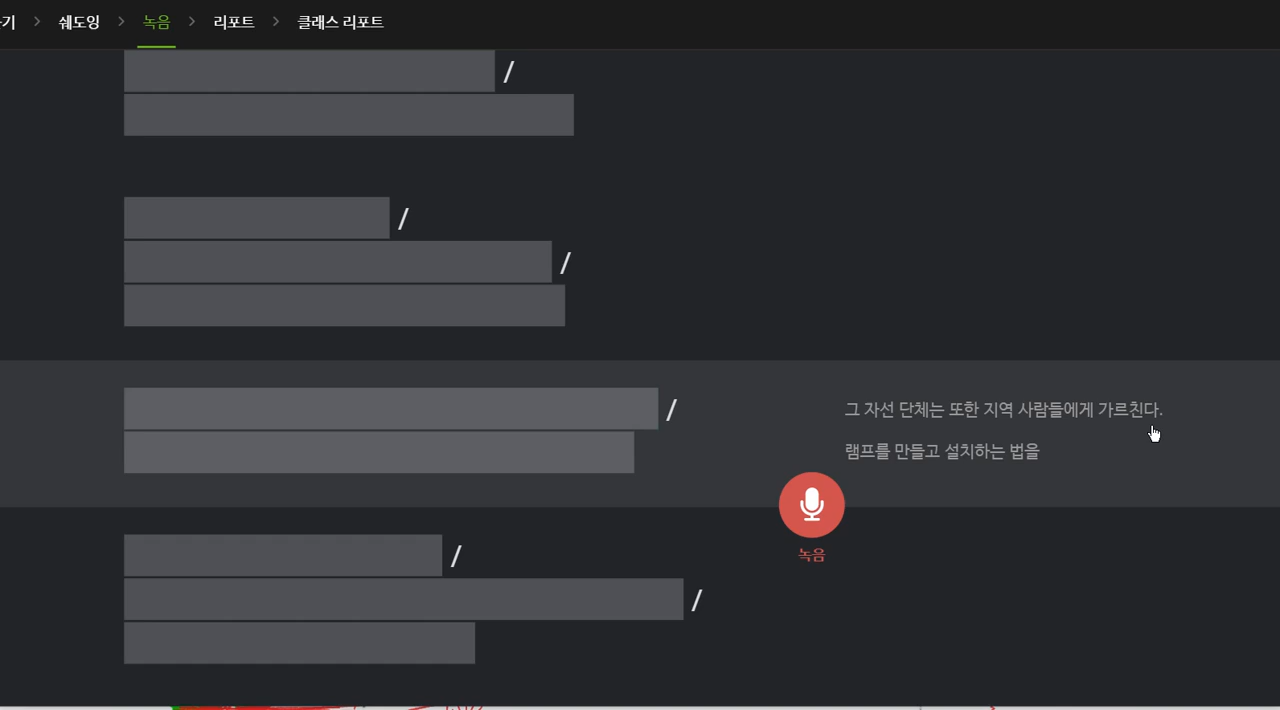 기 > 쉐도잉 > 녹음 > 리포트 > 클래스 리포트
/
/
/
/
그 자선 단체는 또한 지역 사람들에게 가르친다.
램프를 만들고 설치하는 법을
녹음
/
/